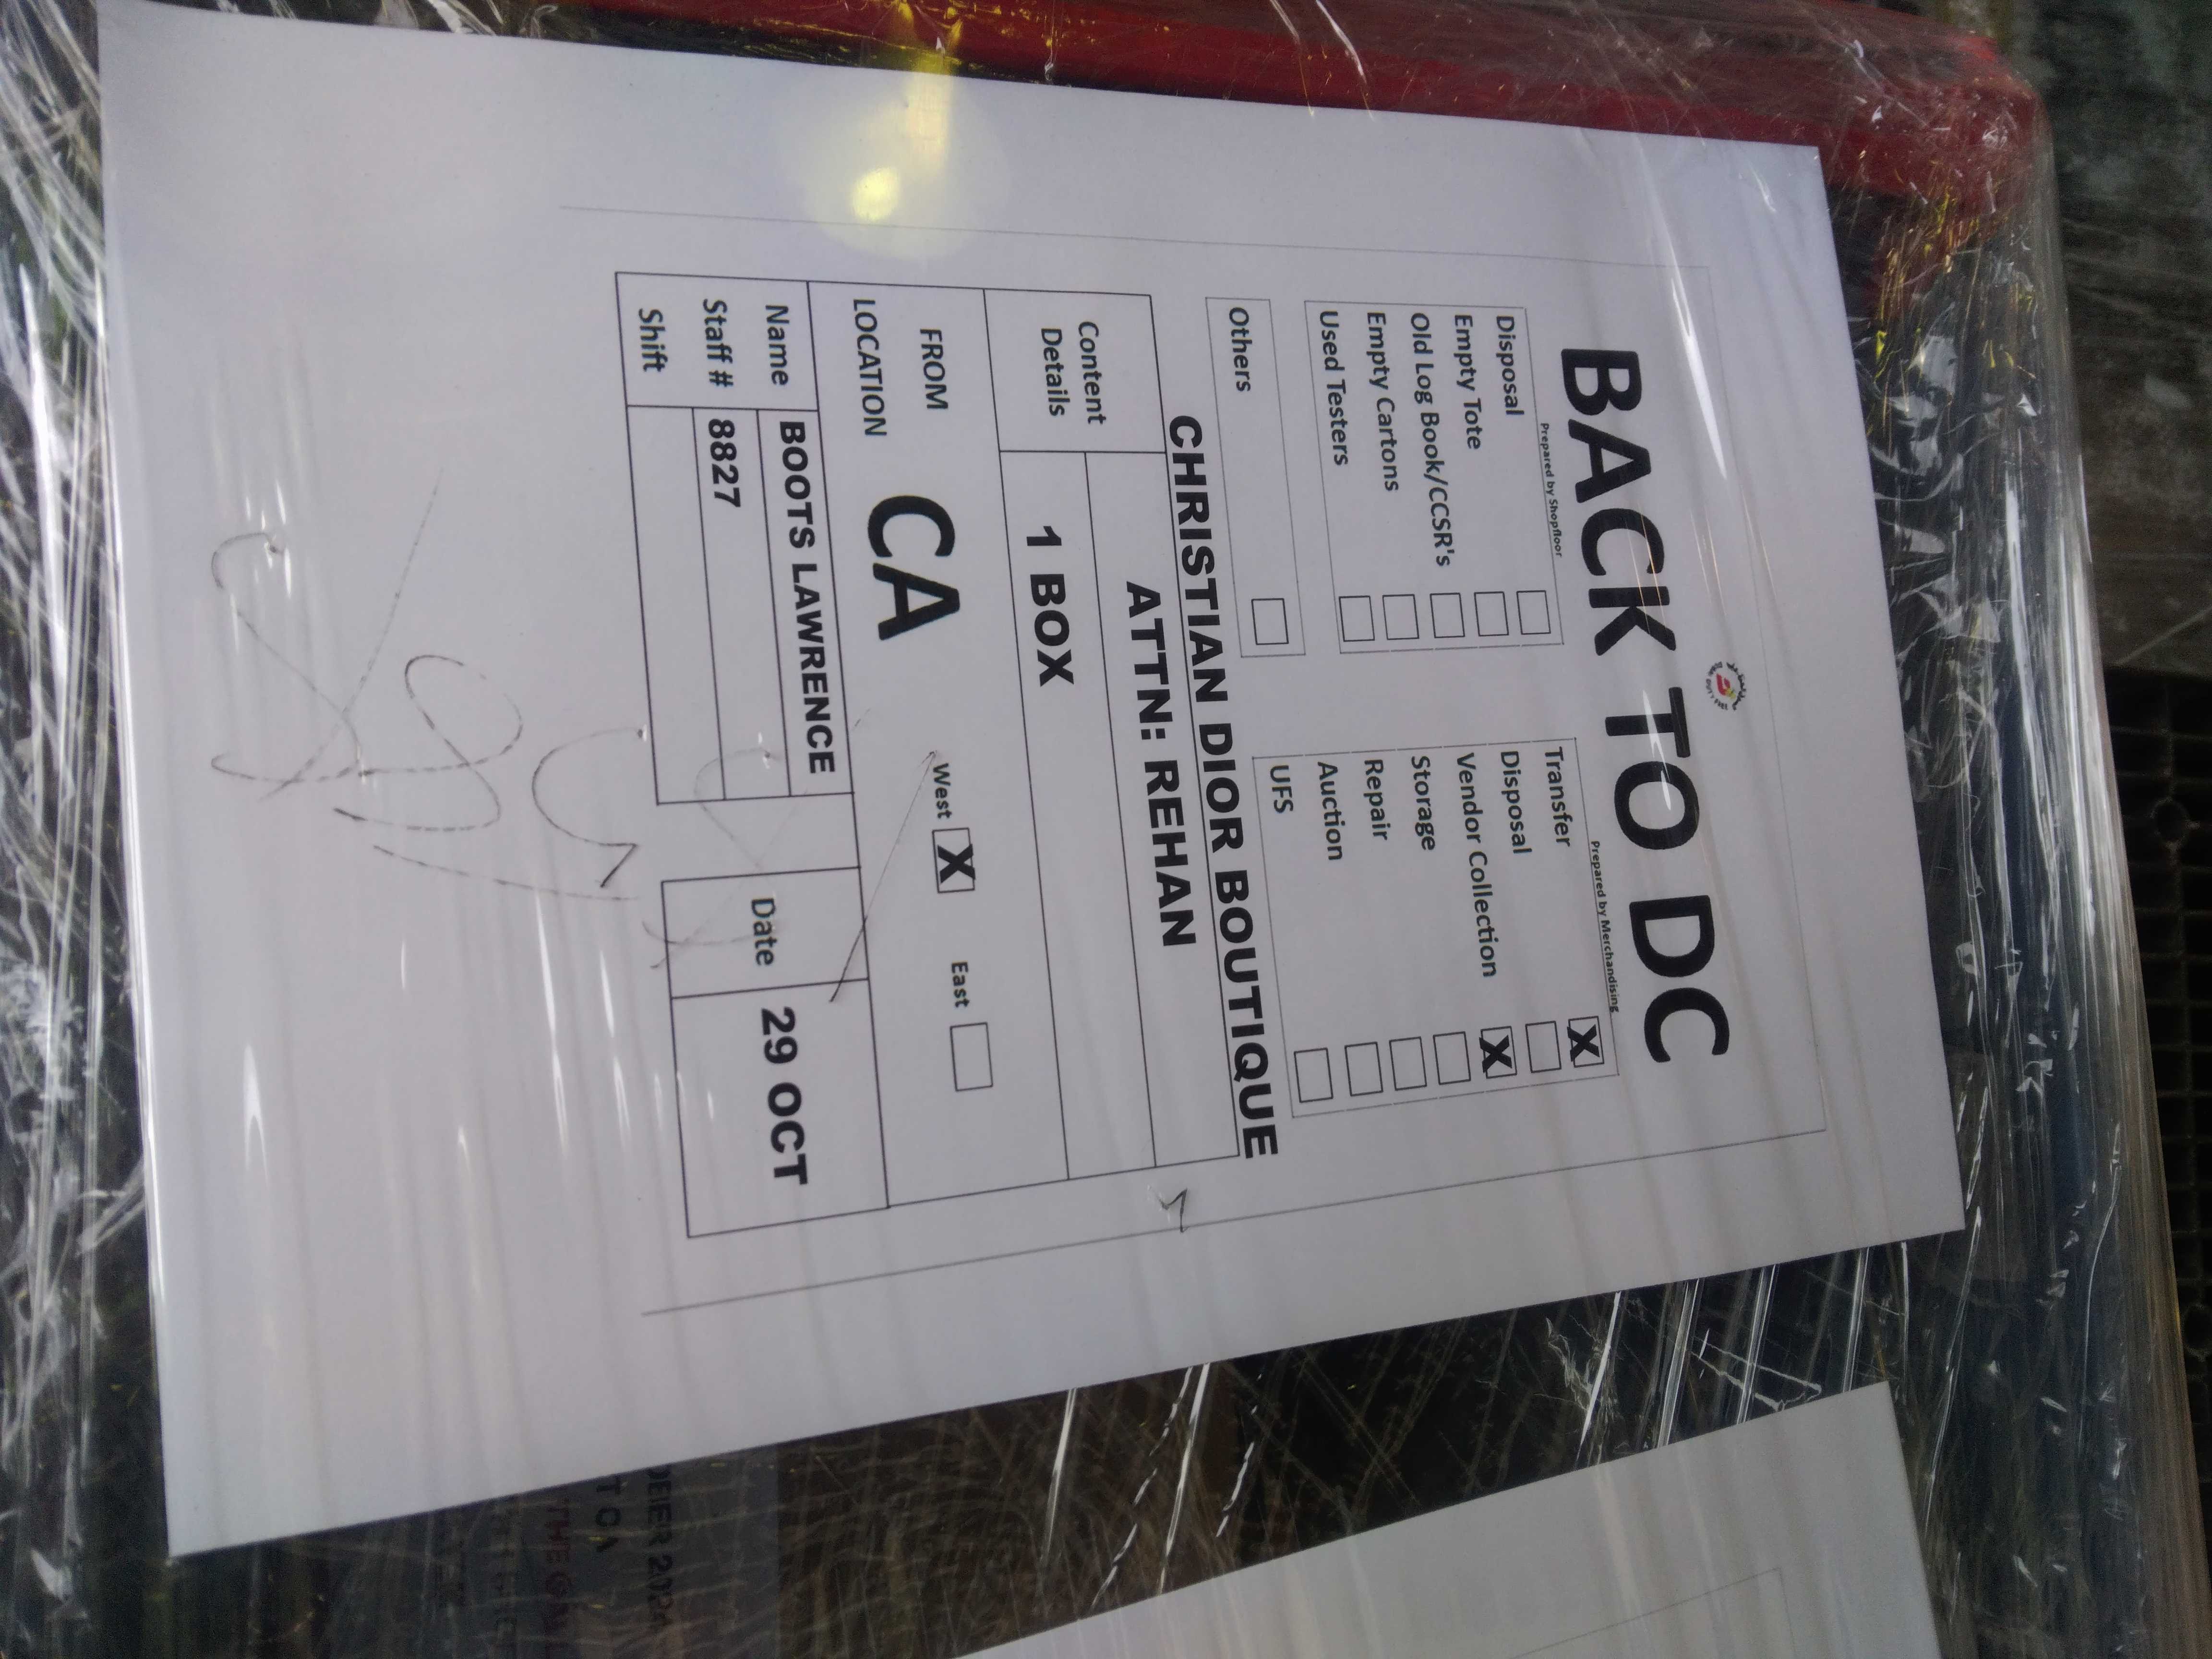 BACK TO DC
Prepared by Shopfloor
Disposal
Empty Tote
Old Log Book/CCSR's
Empty Cartons
Used Testers
Others
Prepared by Merchandising
Transfer X
Disposal
Vendor Collection X
Storage
Repair
Auction
UFS
CHRISTIAN DIOR BOUTIQUE
ATTN: REHAN
Content Details
1 BOX
FROM LOCATION
CA
West X East
Name BOOTS LAWRENCE
Staff # 8827
Shift
Date 29 OCT